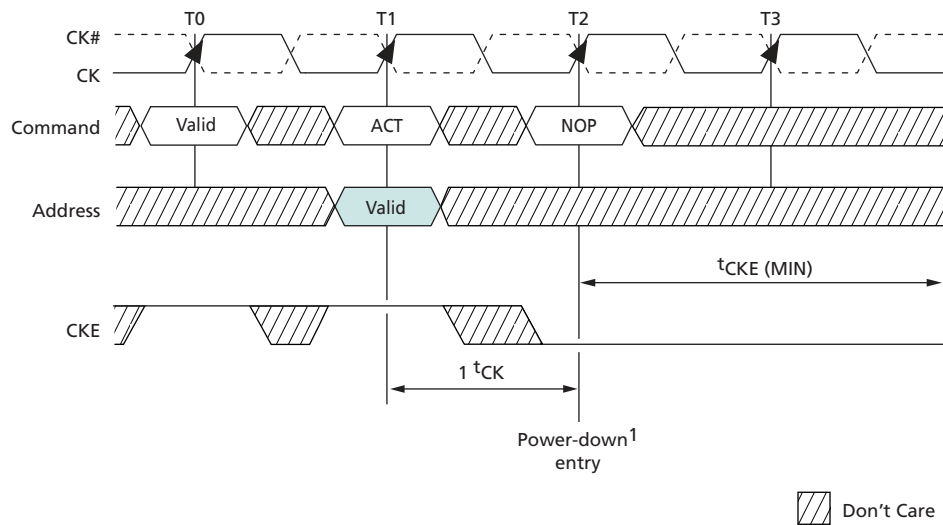 T0 T1 T2 T3
CK#
CK
Command Valid ACT NOP
Address Valid
tCKE (MIN)
CKE
1 tCK
Power-down1
entry
Don't Care